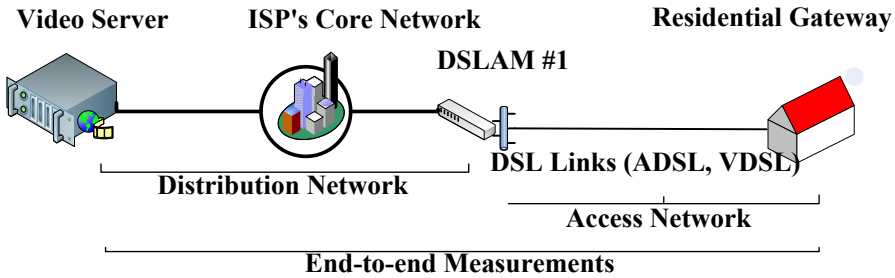 Video Server
ISP's Core Network
Residential Gateway
DSLAM #1
DSL Links (ADSL, VDSL)
Distribution Network
Access Network
End-to-end Measurements